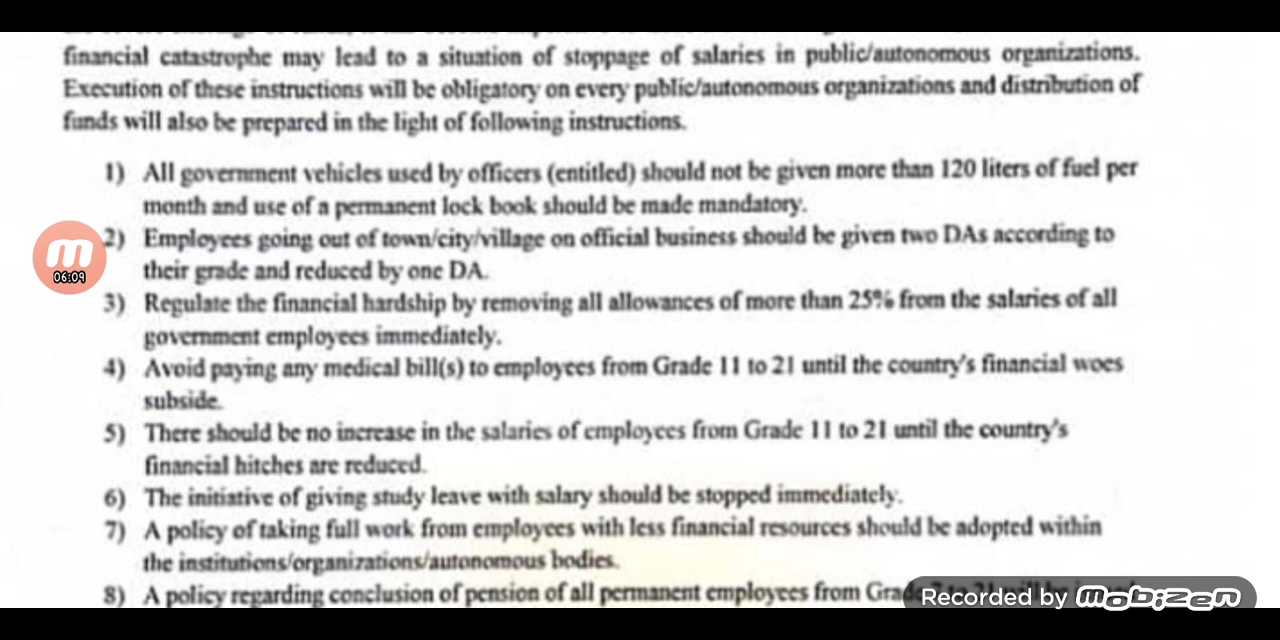 financial catastrophe may lead to a situation of stoppage of salaries in public/autonomous organizations.
Execution of these instructions will be obligatory on every public/autonomous organizations and distribution of
funds will also be prepared in the light of following instructions.
1) All government vehicles used by officers (entitled) should not be given more than 120 liters of fuel per
month and use of a permanent lock book should be made mandatory.
2) Employees going out of town/city/village on official business should be given two DAs according to
their grade and reduced by one DA.
06:09
3) Regulate the financial hardship by removing all allowances of more than 25% from the salaries of all
government employees immediately.
4) Avoid paying any medical bill(s) to employees from Grade 11 to 21 until the country's financial woes
subside.
5) There should be no increase in the salaries of employees from Grade 11 to 21 until the country's
financial hitches are reduced.
6) The initiative of giving study leave with salary should be stopped immediately.
7) A policy of taking full work from employees with less financial resources should be adopted within
the institutions/organizations/autonomous bodies.
8) A policy regarding conclusion of pension of all permanent employees from
Recorded by mobizen